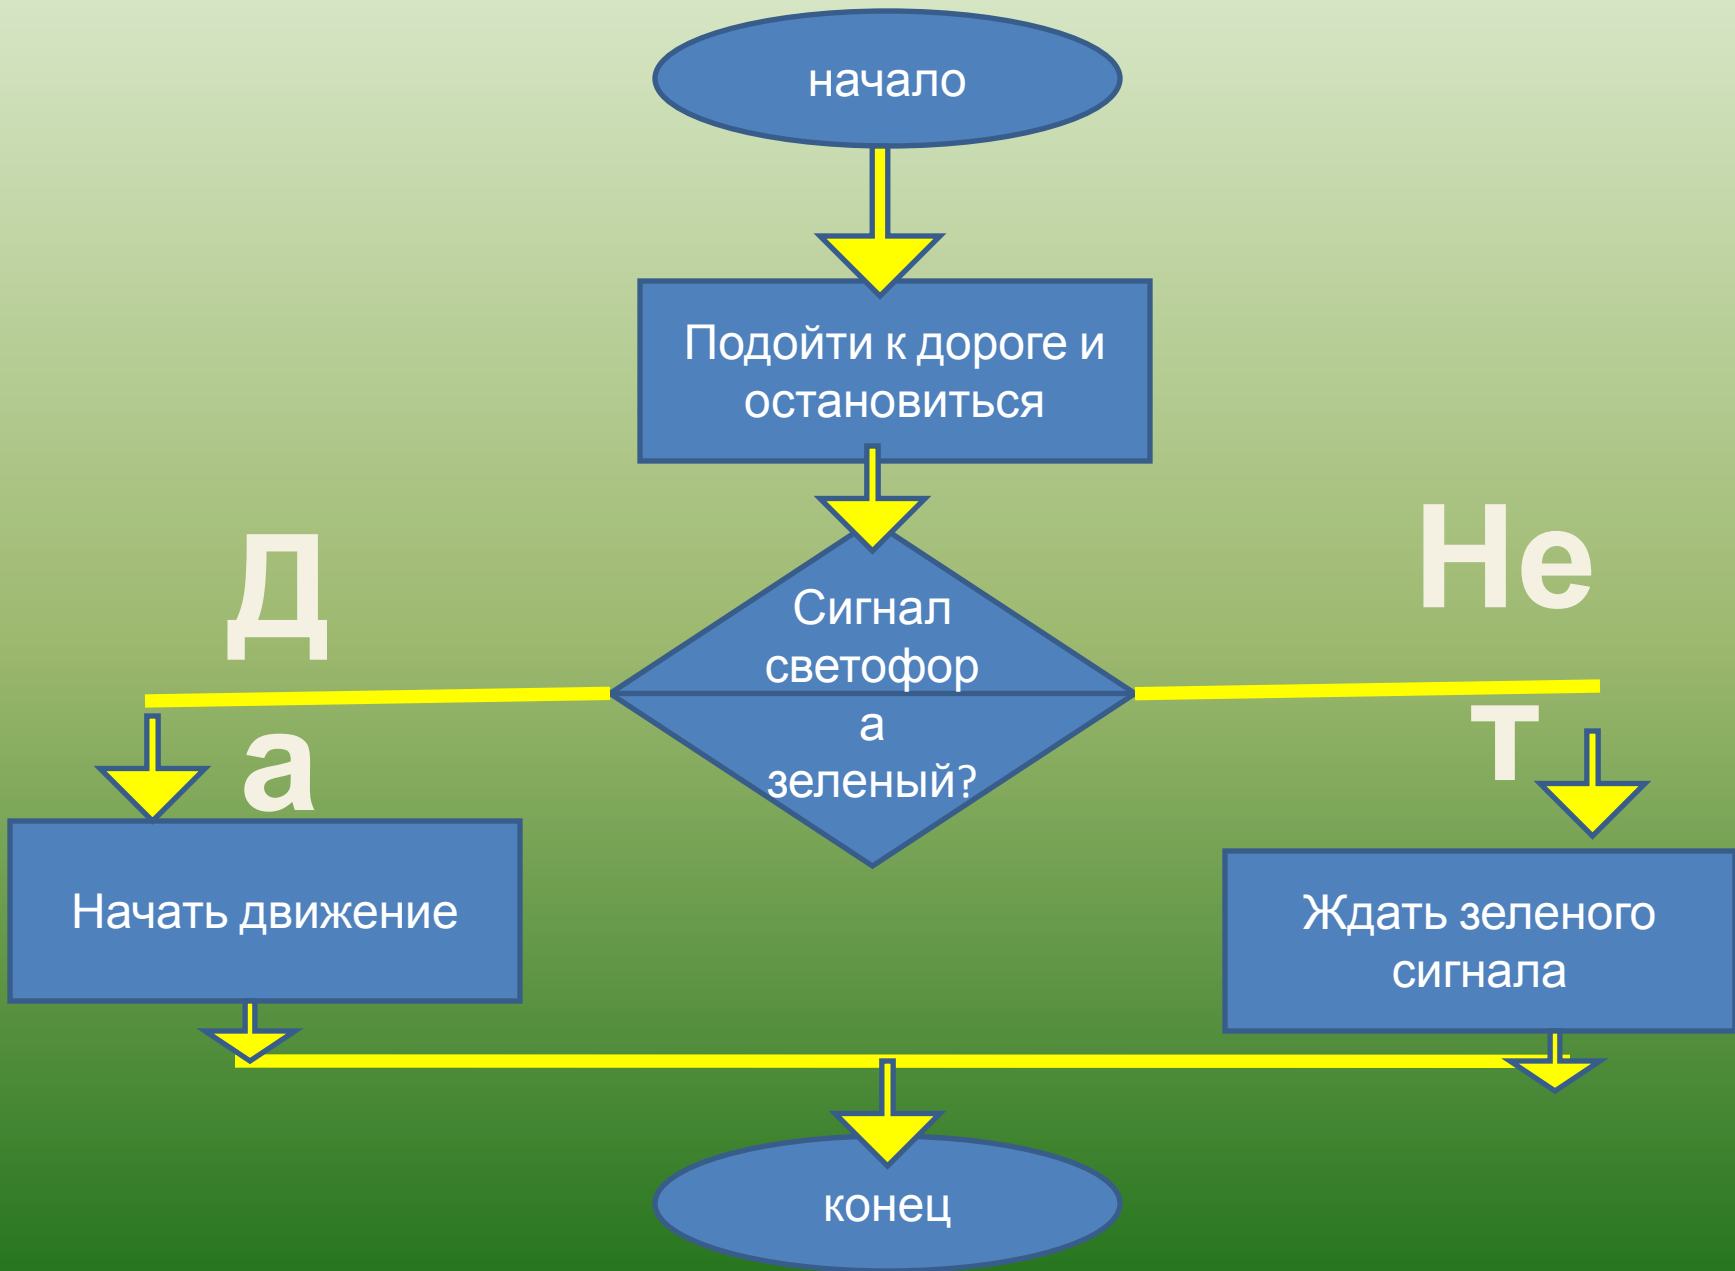 начало
Подойти к дороге и
остановиться
Д
а
Не
т
Сигнал
светофор
а
зеленый?
Начать движение
Ждать зеленого
сигнала
конец